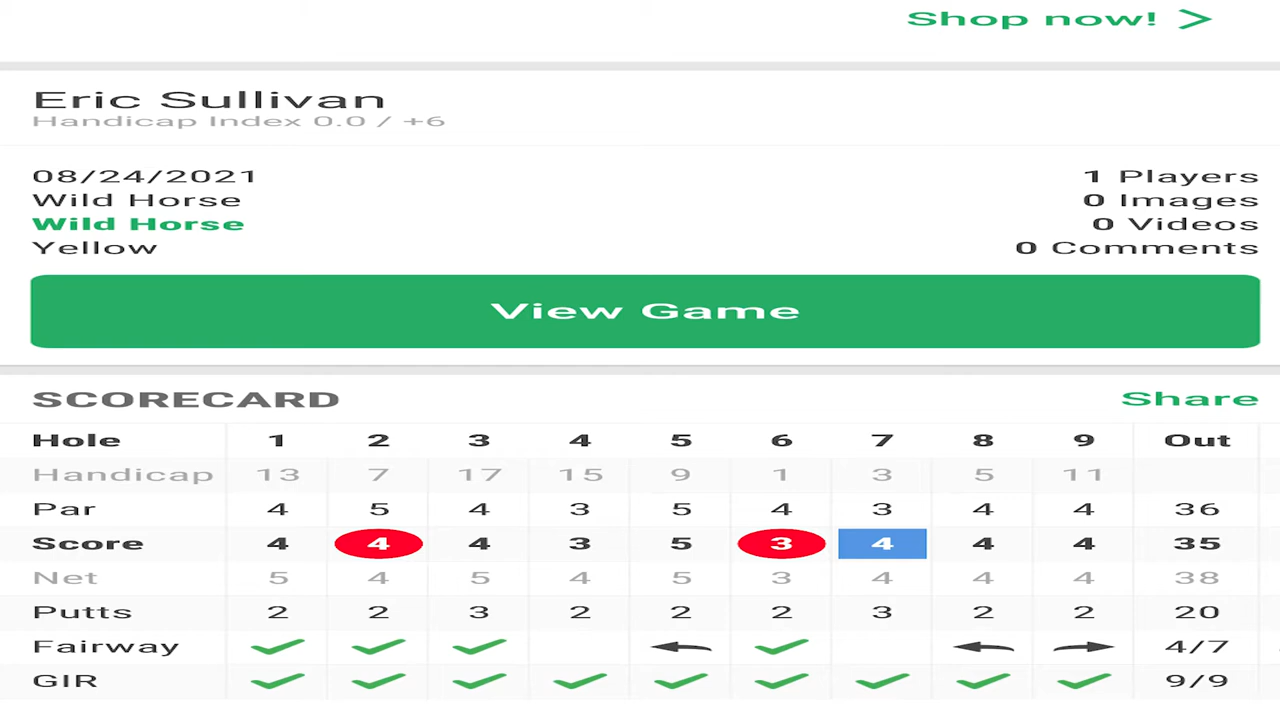 Shop now! >
Eric Sullivan
Handicap Index 0.0 / +6
08/24/2021 1 Players
Wild Horse 0 Images
Wild Horse 0 Videos
Yellow 0 Comments
View Game
SCORECARD Share
Hole 1 2 3 4 5 6 7 8 9 Out
Handicap 13 7 17 15 9 1 3 5 11
Par 4 5 4 3 5 4 3 4 4 36
Score 4 4 4 3 5 3 4 4 4 35
Net 5 4 5 4 5 3 4 4 4 38
Putts 2 2 3 2 2 2 3 2 2 20
Fairway 4/7
GIR 9/9